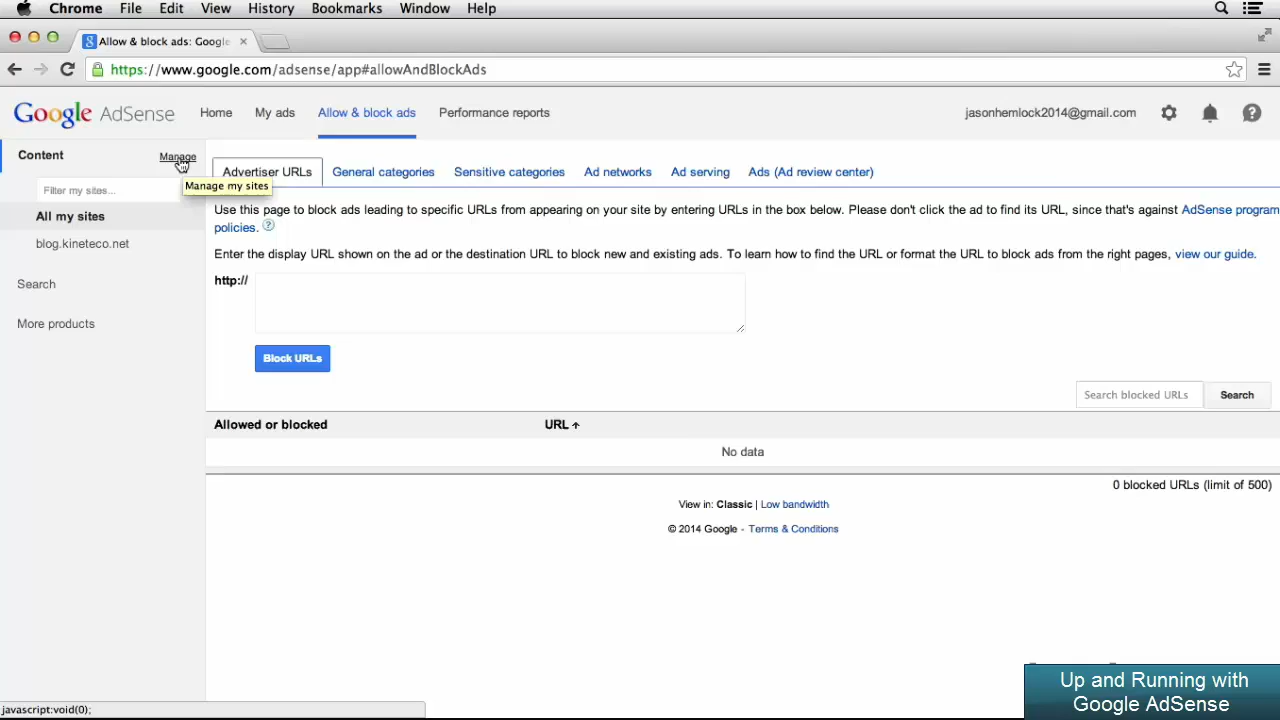 Chrome File Edit View History Bookmarks Window Help
Allow & block ads: Google
https://www.google.com/adsense/app#allowAndBlockAds
Google AdSense Home My ads Allow & block ads Performance reports jasonhemlock2014@gmail.com
Content Manage
Manage my sites
Filter my sites...
All my sites
blog.kineteco.net
Search
More products
Advertiser URLs General categories Sensitive categories Ad networks Ad serving Ads (Ad review center)
Use this page to block ads leading to specific URLs from appearing on your site by entering URLs in the box below. Please don't click the ad to find its URL, since that's against AdSense program
policies. ?
Enter the display URL shown on the ad or the destination URL to block new and existing ads. To learn how to find the URL or format the URL to block ads from the right pages, view our guide.
http://
Block URLs
Search blocked URLs Search
Allowed or blocked URL ↑
No data
0 blocked URLs (limit of 500)
View in: Classic | Low bandwidth
© 2014 Google - Terms & Conditions
javascript:void(0);
Up and Running with
Google AdSense